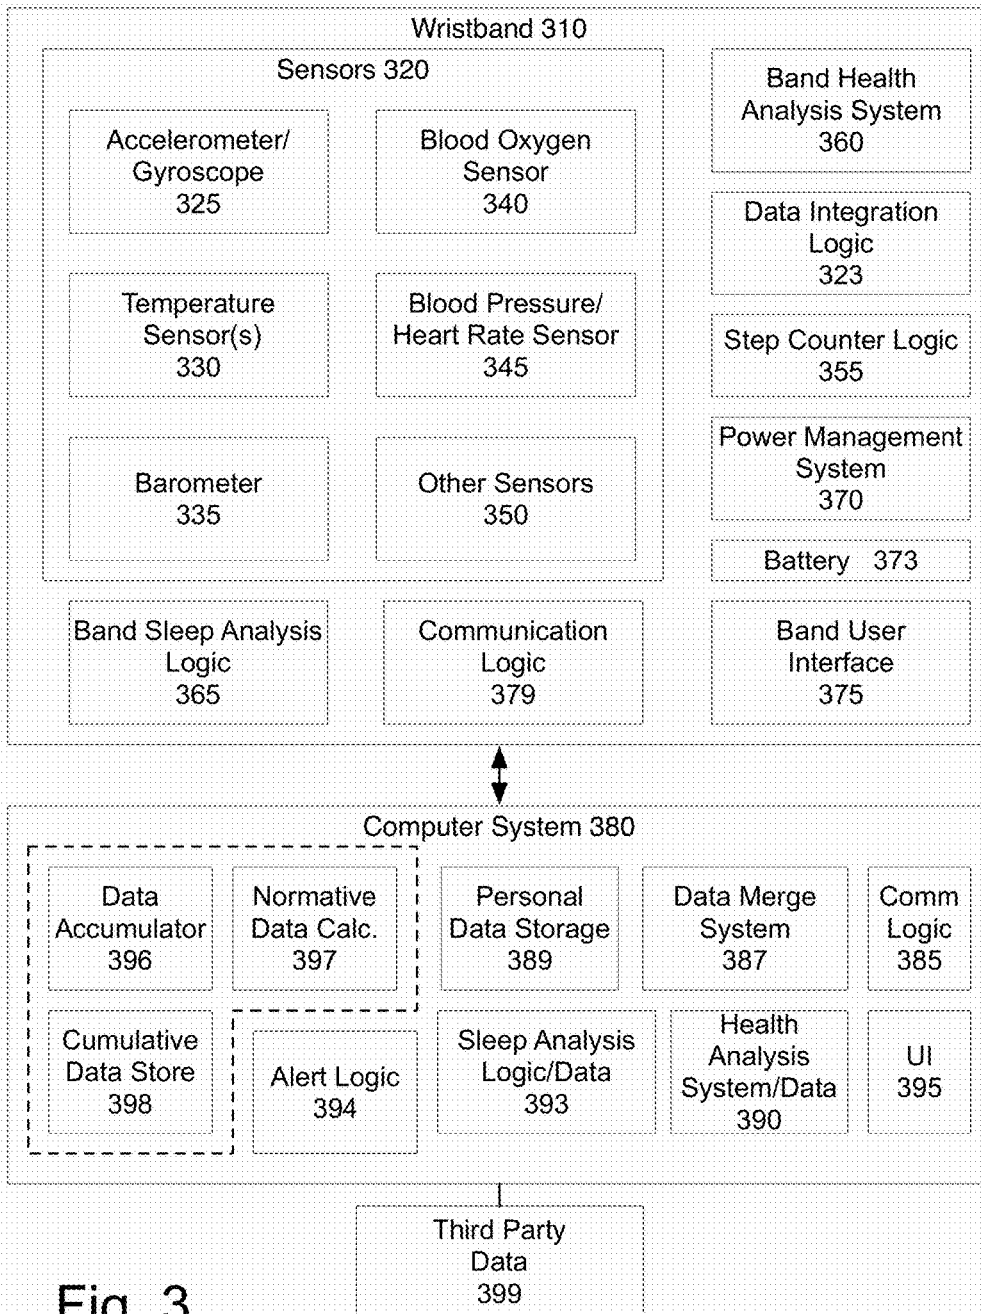 Wristband 310
Sensors 320
Accelerometer/
Gyroscope
325
Blood Oxygen
Sensor
340
Temperature
Sensor(s)
330
Blood Pressure/
Heart Rate Sensor
345
Barometer
335
Other Sensors
350
Band Health
Analysis System
360
Data Integration
Logic
323
Step Counter Logic
355
Power Management
System
370
Battery 373
Band Sleep Analysis
Logic
365
Communication
Logic
379
Band User
Interface
375
Computer System 380
Data
Accumulator
396
Normative
Data Calc.
397
Personal
Data Storage
389
Data Merge
System
387
Comm
Logic
385
Cumulative
Data Store
398
Alert Logic
394
Sleep Analysis
Logic/Data
393
Health
Analysis
System/Data
390
UI
395
Third Party
Data
399
Fig. 3